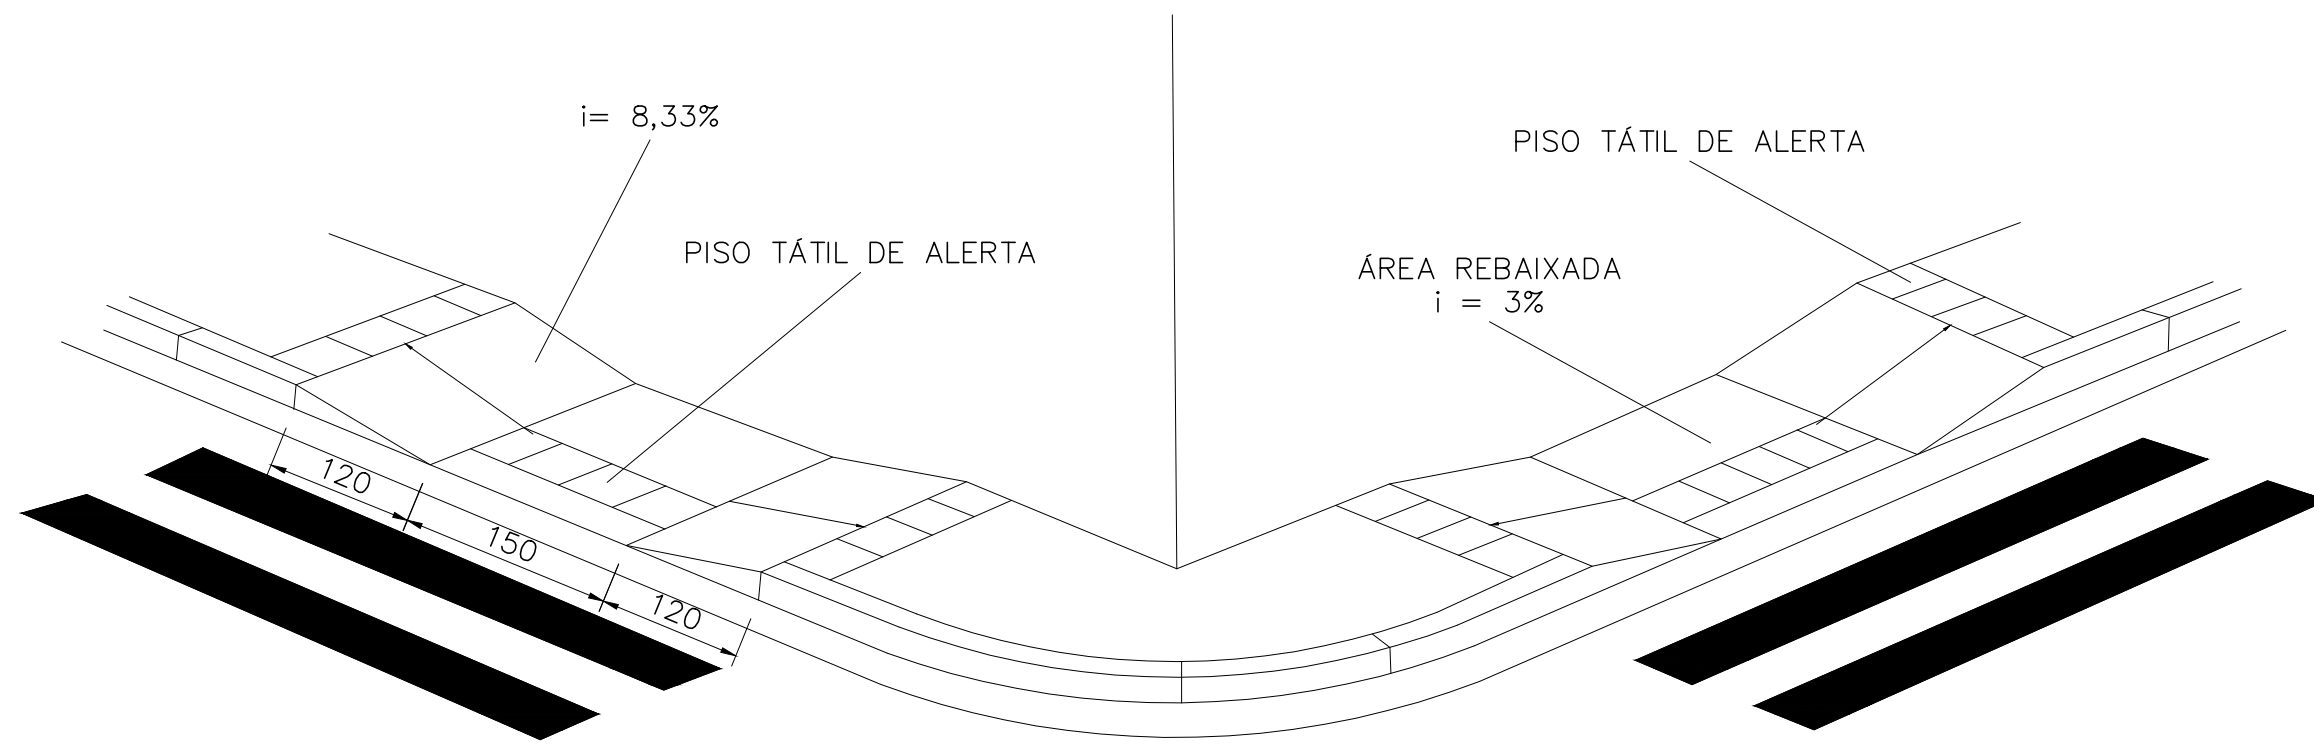 i= 8,33%
PISO TÁTIL DE ALERTA
PISO TÁTIL DE ALERTA
ÁREA REBAIXADA
i = 3%
120
150
120